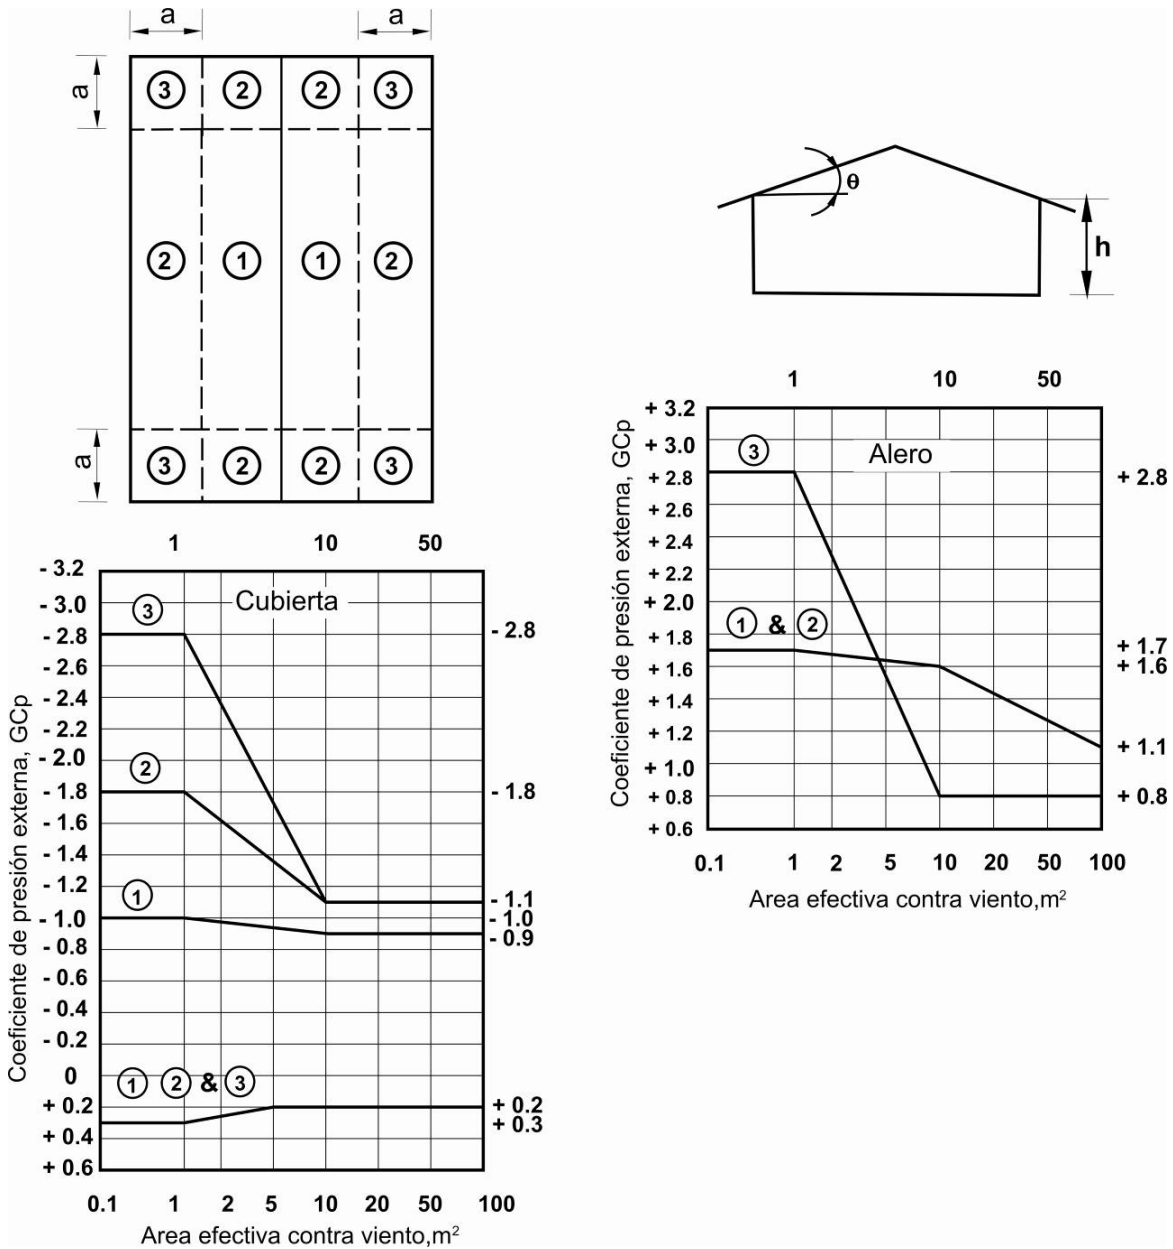 a a
a
3 2 2 3
2 1 1 2
a
3 2 2 3
θ
h
1 10 50
Cubierta
Coeficiente de presión externa, GCp
- 3.2
- 3.0
- 2.8
- 2.6
- 2.4
- 2.2
- 2.0
- 1.8
- 1.6
- 1.4
- 1.2
- 1.0
- 0.8
- 0.6
- 0.4
- 0.2
0
+ 0.2
+ 0.4
+ 0.6
3
2
1
1 2 & 3
- 2.8
- 1.8
- 1.1
- 1.0
- 0.9
+ 0.2
+ 0.3
0.1 1 2 5 10 20 50 100
Area efectiva contra viento,m²
1 10 50
Alero
Coeficiente de presión externa, GCp
+ 3.2
+ 3.0
+ 2.8
+ 2.6
+ 2.4
+ 2.2
+ 2.0
+ 1.8
+ 1.6
+ 1.4
+ 1.2
+ 1.0
+ 0.8
+ 0.6
3
1 & 2
+ 2.8
+ 1.7
+ 1.6
+ 1.1
+ 0.8
0.1 1 2 5 10 20 50 100
Area efectiva contra viento,m²